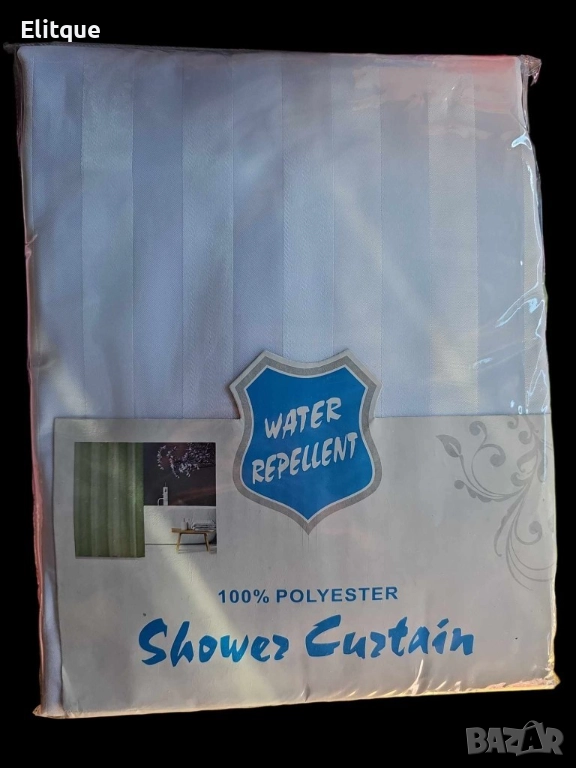 Elitque
WATER
REPELLENT
100% POLYESTER
Shower Curtain
BAZAR